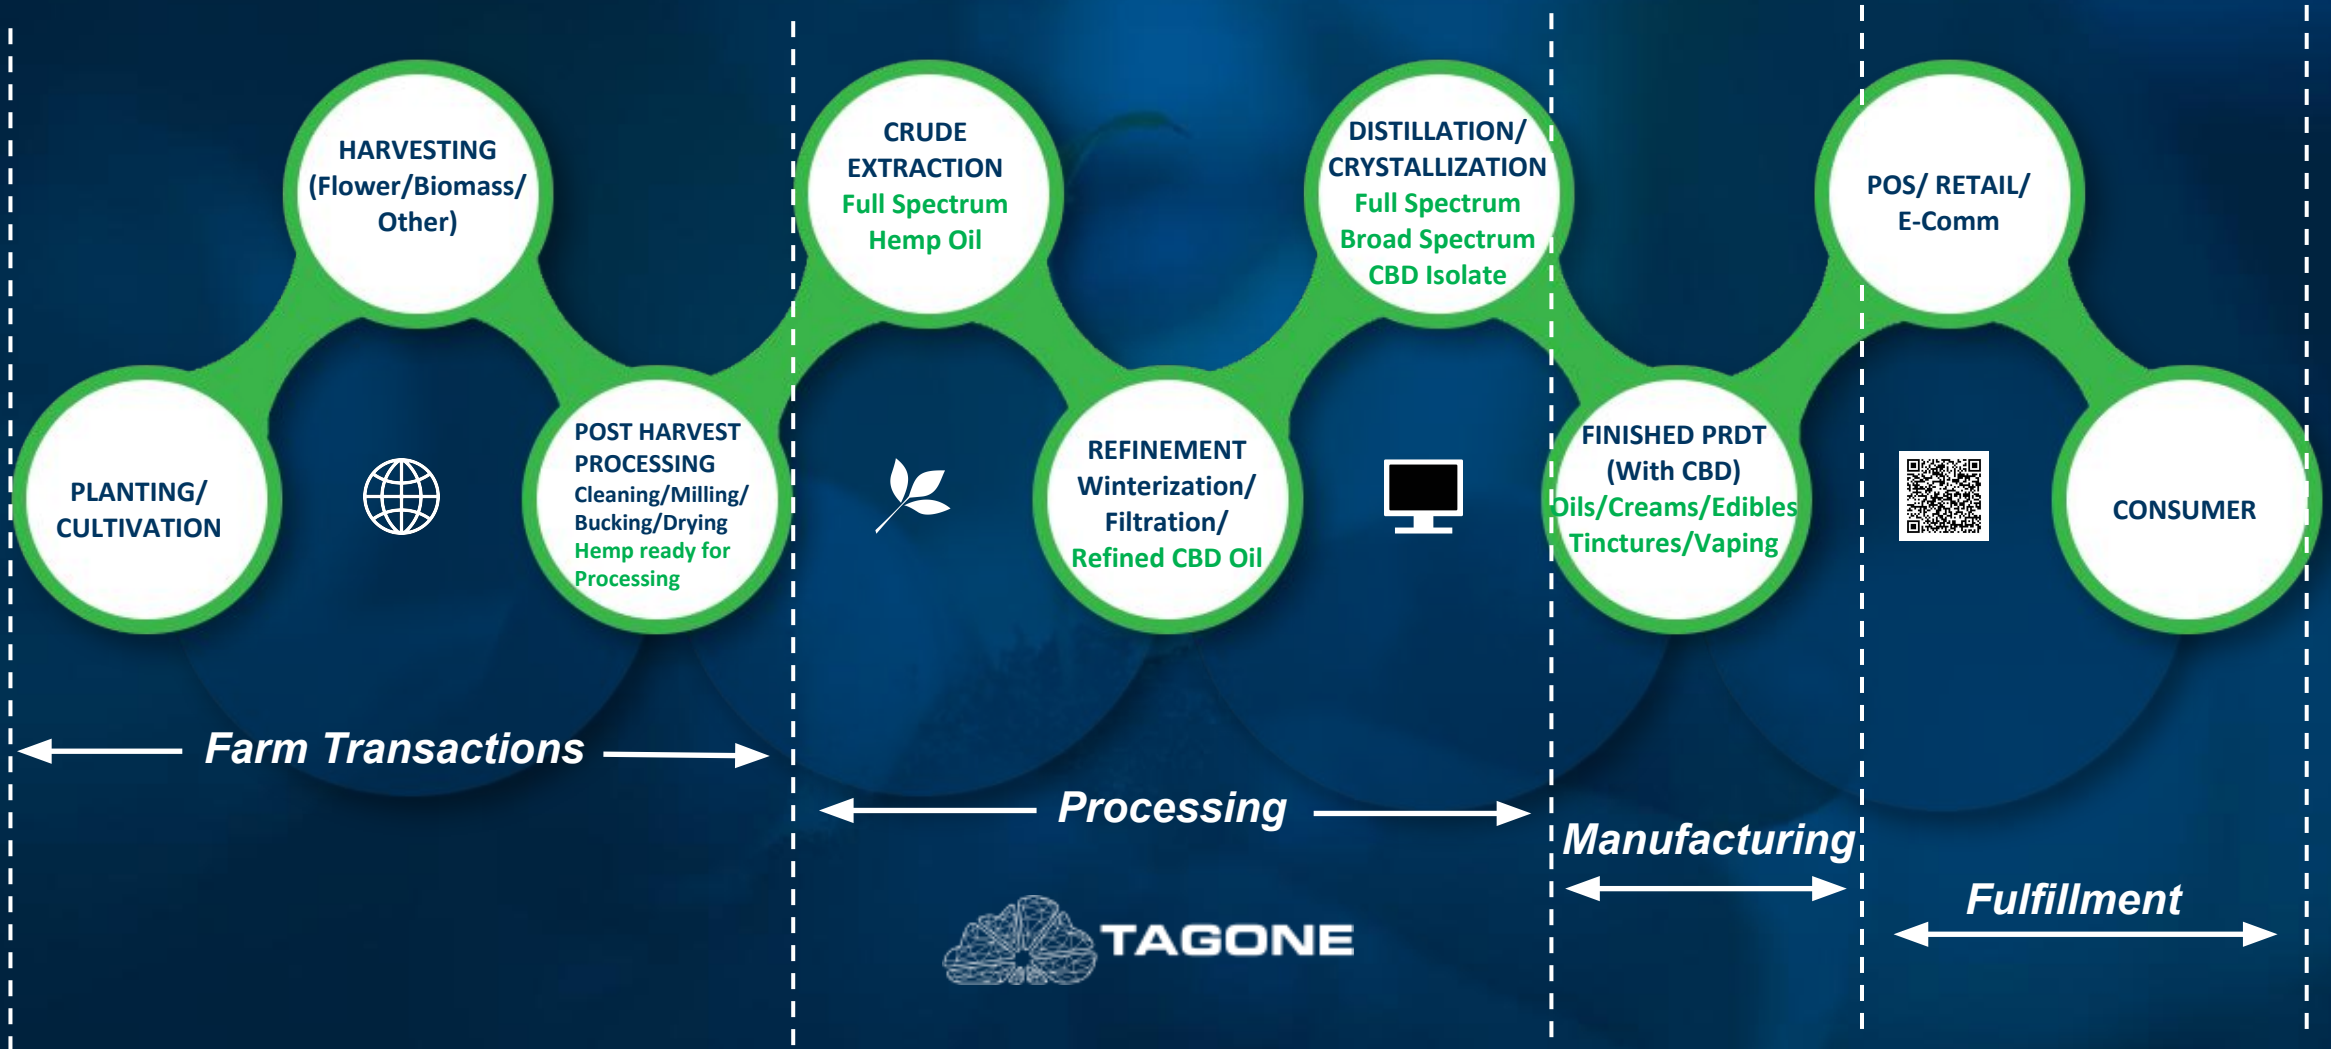 PLANTING/
CULTIVATION
HARVESTING
(Flower/Biomass/
Other)
POST HARVEST
PROCESSING
Cleaning/Milling/
Bucking/Drying
Hemp ready for
Processing
CRUDE
EXTRACTION
Full Spectrum
Hemp Oil
REFINEMENT
Winterization/
Filtration/
Refined CBD Oil
DISTILLATION/
CRYSTALLIZATION
Full Spectrum
Broad Spectrum
CBD Isolate
FINISHED PRDT
(With CBD)
Oils/Creams/Edibles
Tinctures/Vaping
POS/ RETAIL/
E-Comm
CONSUMER
Farm Transactions
Processing
Manufacturing
Fulfillment
TAGONE